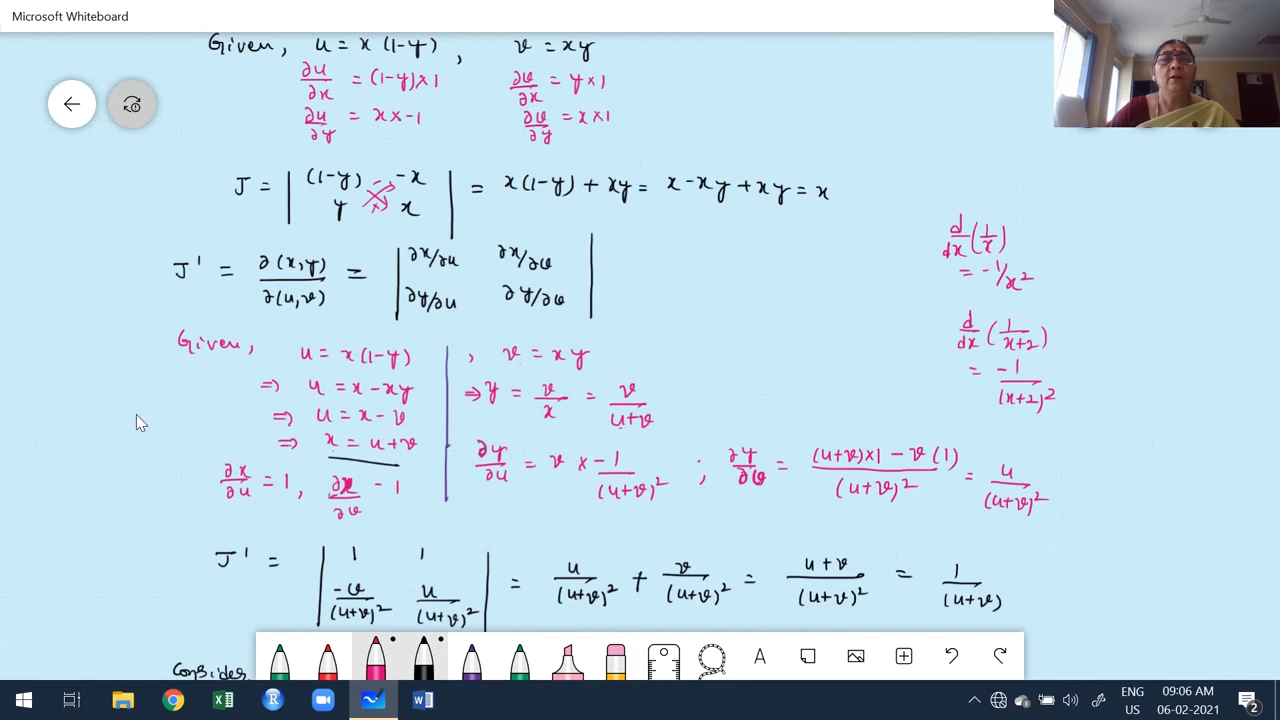 Microsoft Whiteboard
Given, u = x(1-y), v = xy
∂u/∂x = (1-y)×1   ∂v/∂x = y×1
∂u/∂y = x×-1   ∂v/∂y = x×1
J = | (1-y)  -x |
| y  x | = x(1-y) + xy = x - xy + xy = x
d/dx (1/x)
= -1/x²
J' = ∂(x,y)/∂(u,v) = | ∂x/∂u  ∂x/∂v |
| ∂y/∂u  ∂y/∂v |
d/dx (1/(x+2))
= -1/(x+2)²
Given, u = x(1-y) | , v = xy
⇒ u = x-xy | ⇒ y = v/x = v/(u+v)
⇒ u = x-v
⇒ x = u+v
∂x/∂u = 1, ∂x/∂v - 1 | ∂y/∂u = v × -1/(u+v)² ; ∂y/∂v = ((u+v)×1 - v(1))/(u+v)² = u/(u+v)²
J' = | 1  1 |
| -v/(u+v)²  u/(u+v)² | = u/(u+v)² + v/(u+v)² = (u+v)/(u+v)² = 1/(u+v)
Consider
ENG
US
09:06 AM
06-02-2021
2